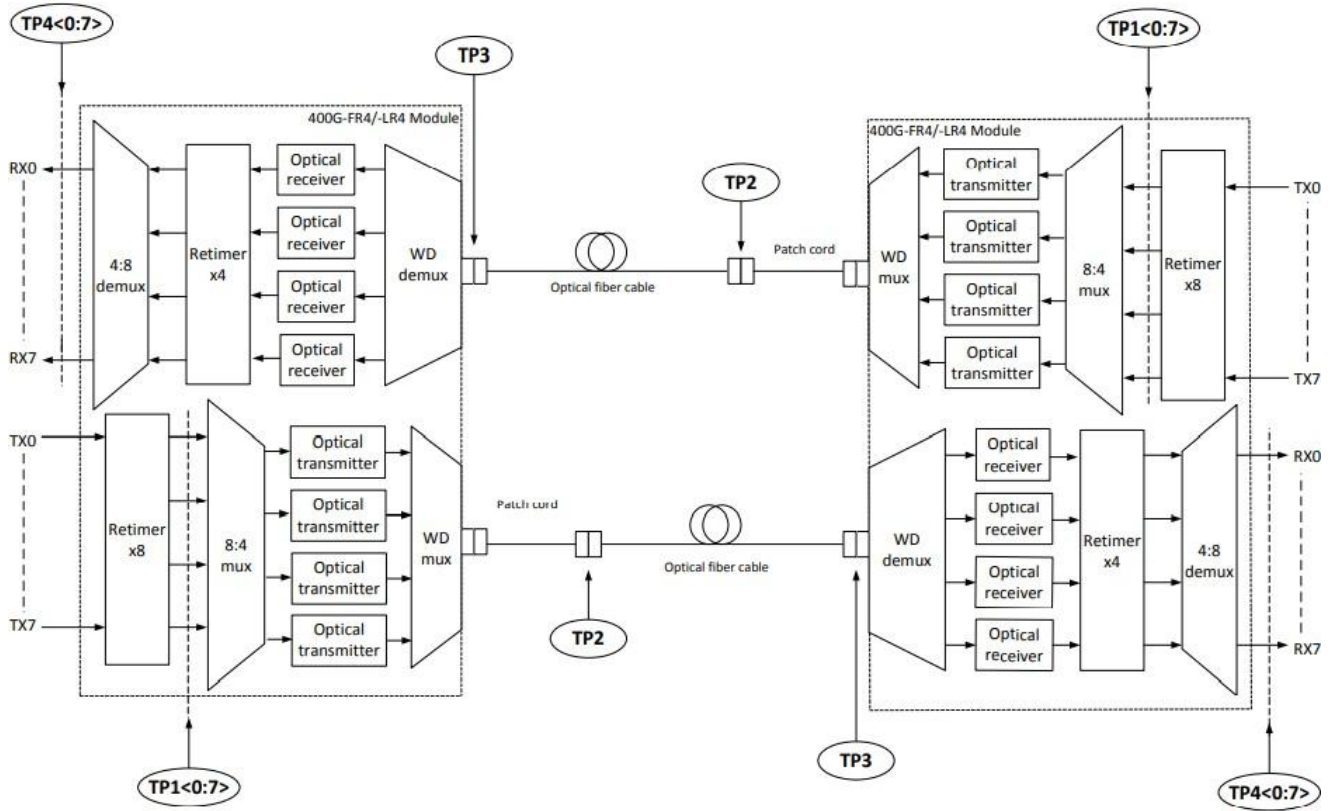 TP4<0:7>
TP1<0:7>
TP3
400G-FR4/-LR4 Module
400G-FR4/-LR4 Module
RX0
RX7
4:8
demux
Retimer
x4
Optical
receiver
Optical
receiver
Optical
receiver
Optical
receiver
WD
demux
TP2
Optical fiber cable
Patch cord
WD
mux
Optical
transmitter
Optical
transmitter
Optical
transmitter
Optical
transmitter
8:4
mux
Retimer
x8
TX0
TX7
TX0
TX7
Retimer
x8
8:4
mux
Optical
transmitter
Optical
transmitter
Optical
transmitter
Optical
transmitter
WD
mux
Patch cord
Optical fiber cable
TP2
WD
demux
Optical
receiver
Optical
receiver
Optical
receiver
Optical
receiver
Retimer
x4
4:8
demux
RX0
RX7
TP3
TP1<0:7>
TP4<0:7>